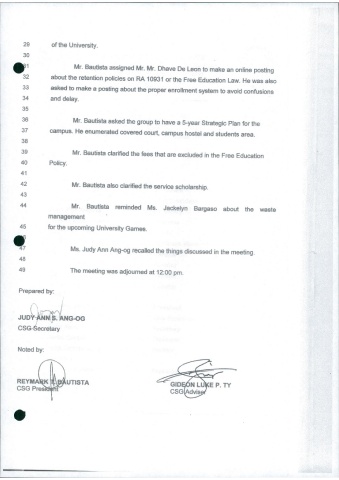 29 of the University.
30
31 Mr. Bautista assigned Mr. Mr. Dhave De Leon to make an online posting
32 about the retention policies on RA 10931 or the Free Education Law. He was also
33 asked to make a posting about the proper enrollment system to avoid confusions
34 and delay.
35
36 Mr. Bautista asked the group to have a 5-year Strategic Plan for the
37 campus. He enumerated covered court, campus hostel and students area.
38
39 Mr. Bautista clarified the fees that are excluded in the Free Education
40 Policy.
41
42 Mr. Bautista also clarified the service scholarship.
43
44 Mr. Bautista reminded Ms. Jackelyn Bargaso about the waste
management
45 for the upcoming University Games.
46
47 Ms. Judy Ann Ang-og recalled the things discussed in the meeting.
48
49 The meeting was adjourned at 12:00 pm.
Prepared by:
JUDY ANN S. ANG-OG
CSG-Secretary
Noted by:
REYMARK BAUTISTA
CSG President
GIDEON LUKE P. TY
CSG Adviser